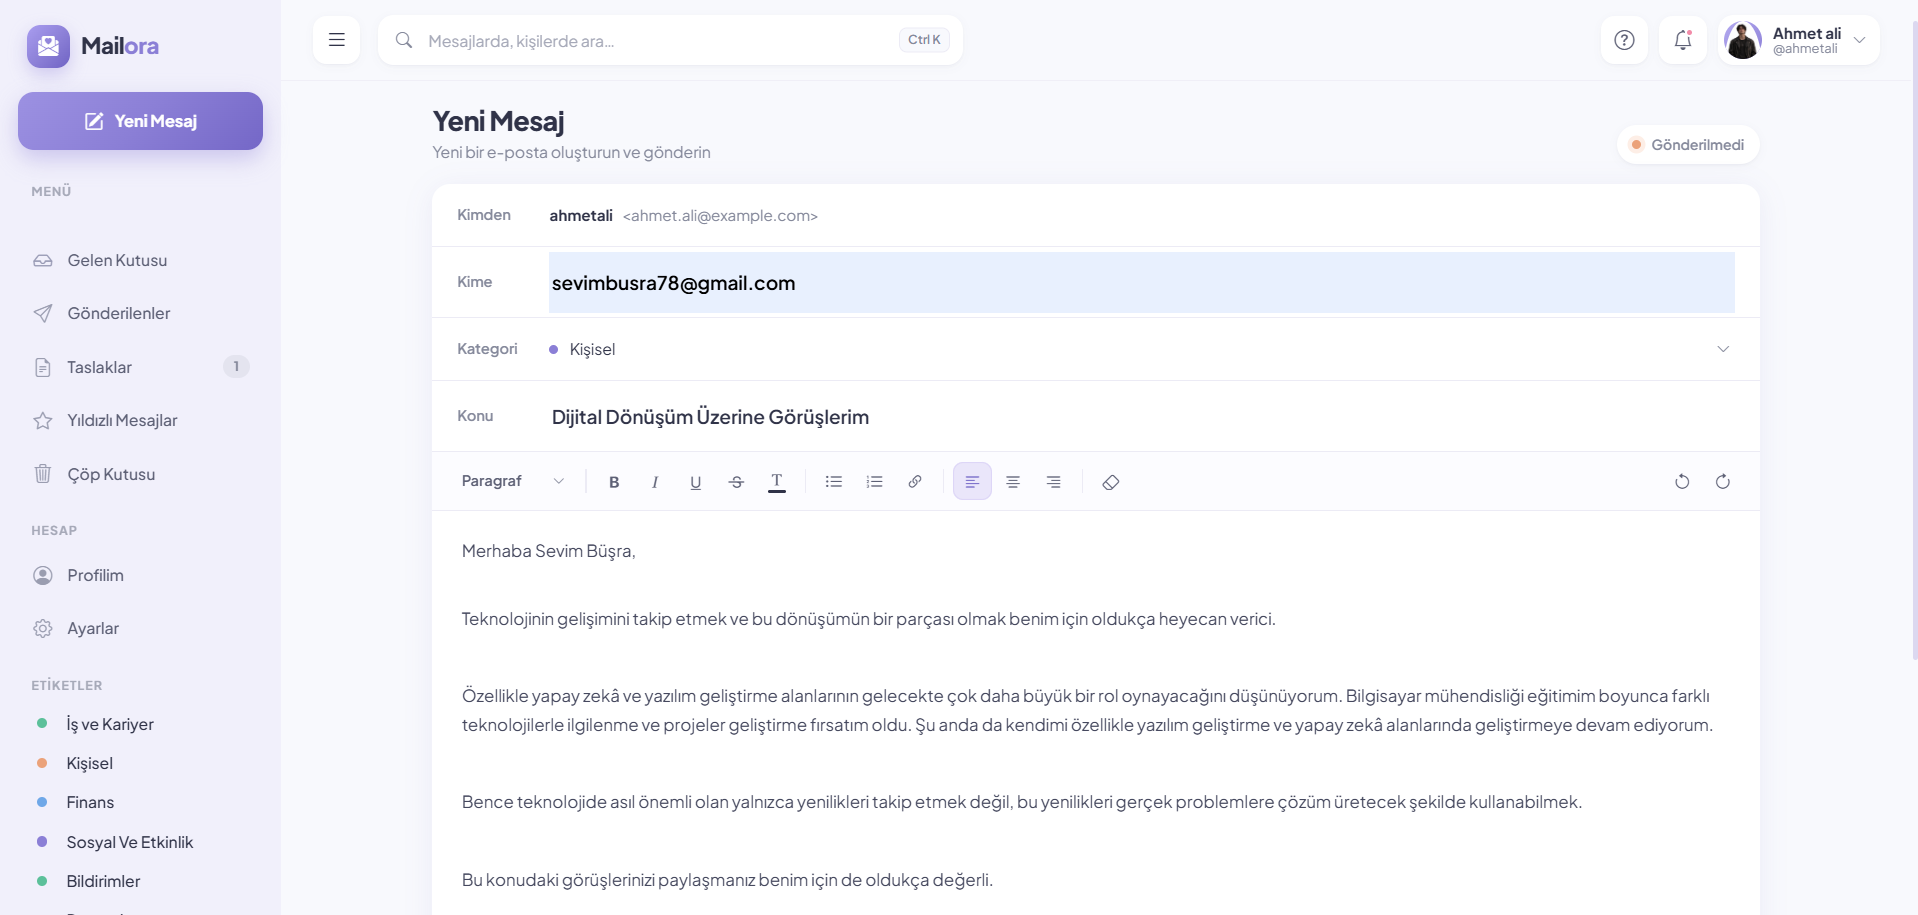 Mailora
Mesajlarda, kişilerde ara...
Ctrl K
Ahmet ali
@ahmetali
Yeni Mesaj
MENÜ
Gelen Kutusu
Gönderilenler
Taslaklar
1
Yıldızlı Mesajlar
Çöp Kutusu
HESAP
Profilim
Ayarlar
ETİKETLER
İş ve Kariyer
Kişisel
Finans
Sosyal Ve Etkinlik
Bildirimler
Yeni Mesaj
Yeni bir e-posta oluşturun ve gönderin
Gönderilmedi
Kimden ahmetali <ahmet.ali@example.com>
Kime sevimbusra78@gmail.com
Kategori Kişisel
Konu Dijital Dönüşüm Üzerine Görüşlerim
Paragraf B I U S T
Merhaba Sevim Büşra,
Teknolojinin gelişimini takip etmek ve bu dönüşümün bir parçası olmak benim için oldukça heyecan verici.
Özellikle yapay zekâ ve yazılım geliştirme alanlarının gelecekte çok daha büyük bir rol oynayacağını düşünüyorum. Bilgisayar mühendisliği eğitimim boyunca farklı
teknolojilerle ilgilenme ve projeler geliştirme fırsatım oldu. Şu anda da kendimi özellikle yazılım geliştirme ve yapay zekâ alanlarında geliştirmeye devam ediyorum.
Bence teknolojide asıl önemli olan yalnızca yenilikleri takip etmek değil, bu yenilikleri gerçek problemlere çözüm üretecek şekilde kullanabilmek.
Bu konudaki görüşlerinizi paylaşmanız benim için de oldukça değerli.